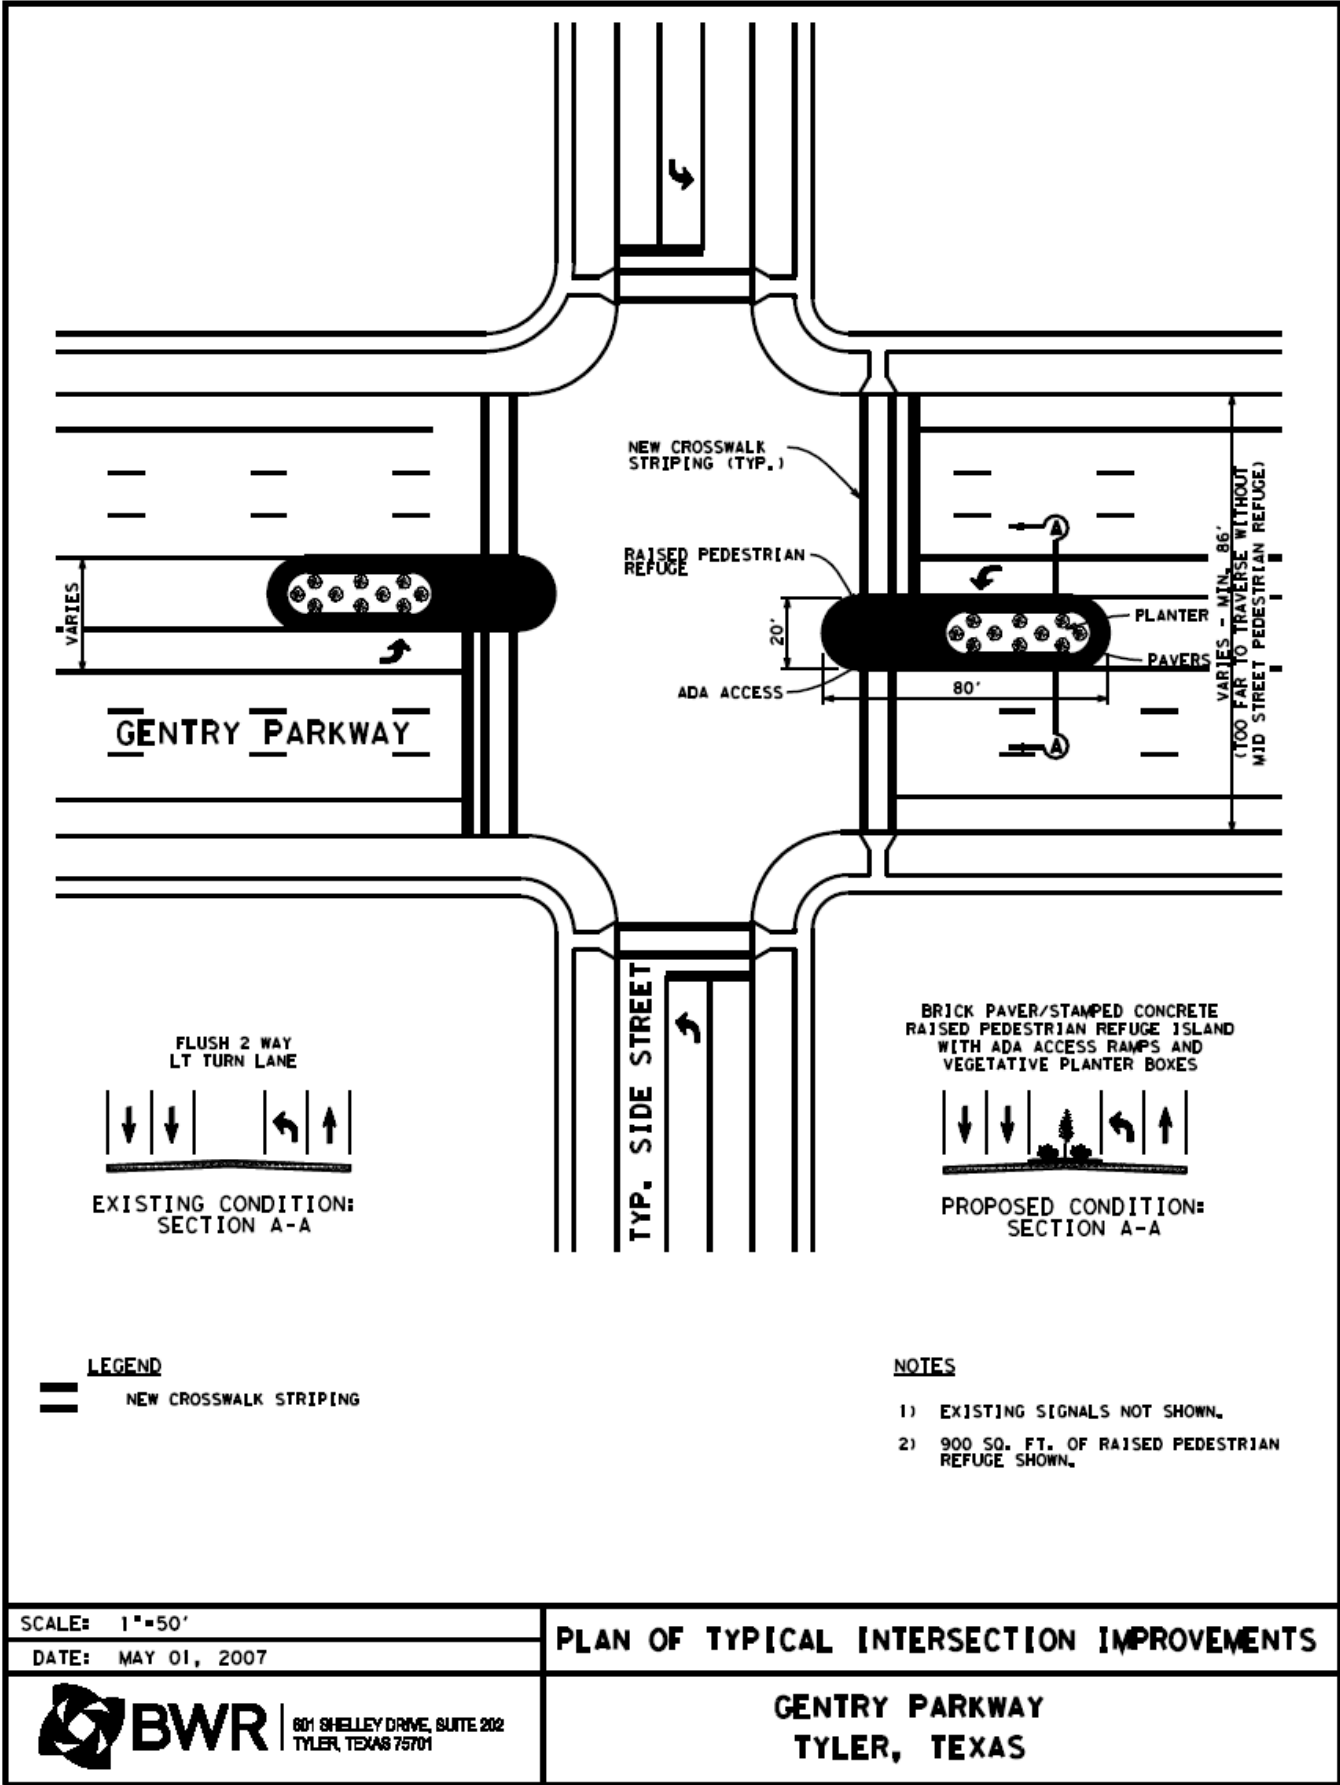 NEW CROSSWALK
STRIPING (TYP.)
RAISED PEDESTRIAN
REFUGE
A
VARIES
20'
PLANTER
PAVERS
ADA ACCESS
80'
VARIES - MIN. 86'
(TOO FAR TO TRAVERSE WITHOUT
MID STREET PEDESTRIAN REFUGE)
GENTRY PARKWAY
A
TYP. SIDE STREET
FLUSH 2 WAY
LT TURN LANE
EXISTING CONDITION:
SECTION A-A
BRICK PAVER/STAMPED CONCRETE
RAISED PEDESTRIAN REFUGE ISLAND
WITH ADA ACCESS RAMPS AND
VEGETATIVE PLANTER BOXES
PROPOSED CONDITION:
SECTION A-A
LEGEND
NEW CROSSWALK STRIPING
NOTES
1) EXISTING SIGNALS NOT SHOWN.
2) 900 SQ. FT. OF RAISED PEDESTRIAN
REFUGE SHOWN.
SCALE: 1"=50'
DATE: MAY 01, 2007
PLAN OF TYPICAL INTERSECTION IMPROVEMENTS
BWR
601 SHELLEY DRIVE, SUITE 202
TYLER, TEXAS 75701
GENTRY PARKWAY
TYLER, TEXAS